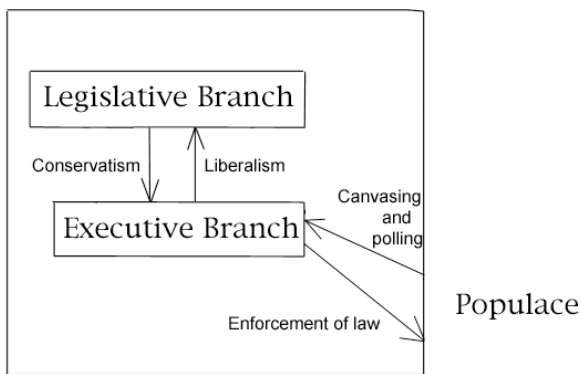 Legislative Branch
Conservatism
Liberalism
Canvasing
and
polling
Executive Branch
Populace
Enforcement of law